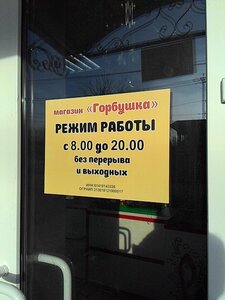 магазин «Горбушка»
РЕЖИМ РАБОТЫ
с 8.00 до 20.00
без перерыва
и выходных